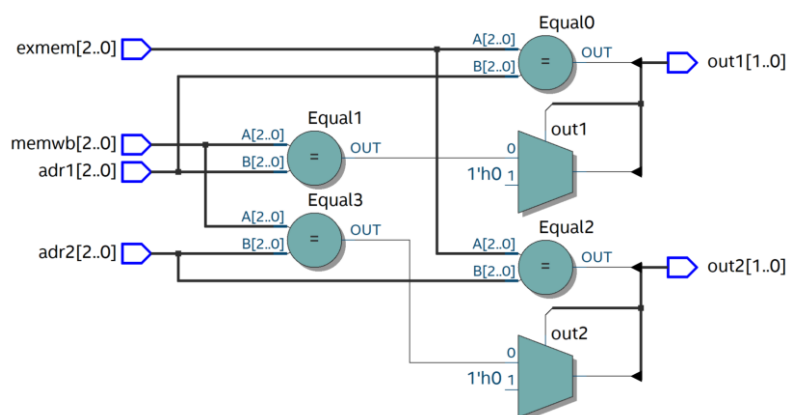 Equal0
exmem[2..0]
A[2..0]
OUT
B[2..0]
out1[1..0]
Equal1
out1
memwb[2..0]
A[2..0]
OUT
0
adr1[2..0]
B[2..0]
1'h0 1
Equal3
A[2..0]
OUT
Equal2
adr2[2..0]
B[2..0]
A[2..0]
OUT
=
=
=
=
B[2..0]
out2[1..0]
out2
0
1'h0 1